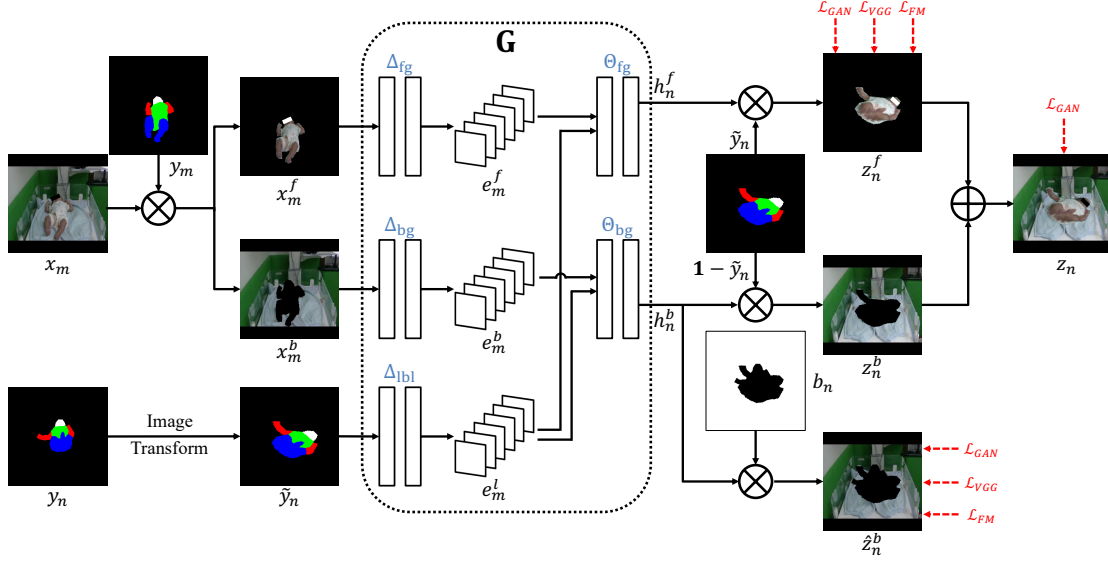 ℒ_GAN ℒ_VGG ℒ_FM
G
Δ_fg
Θ_fg
h_n^f
y_m
x_m^f
e_m^f
ỹ_n
z_n^f
ℒ_GAN
x_m
Δ_bg
Θ_bg
1 − ỹ_n
z_n
h_n^b
x_m^b
e_m^b
z_n^b
b_n
Δ_lbl
Image
Transform
y_n
ỹ_n
e_m^l
ℒ_GAN
ℒ_VGG
ℒ_FM
ẑ_n^b